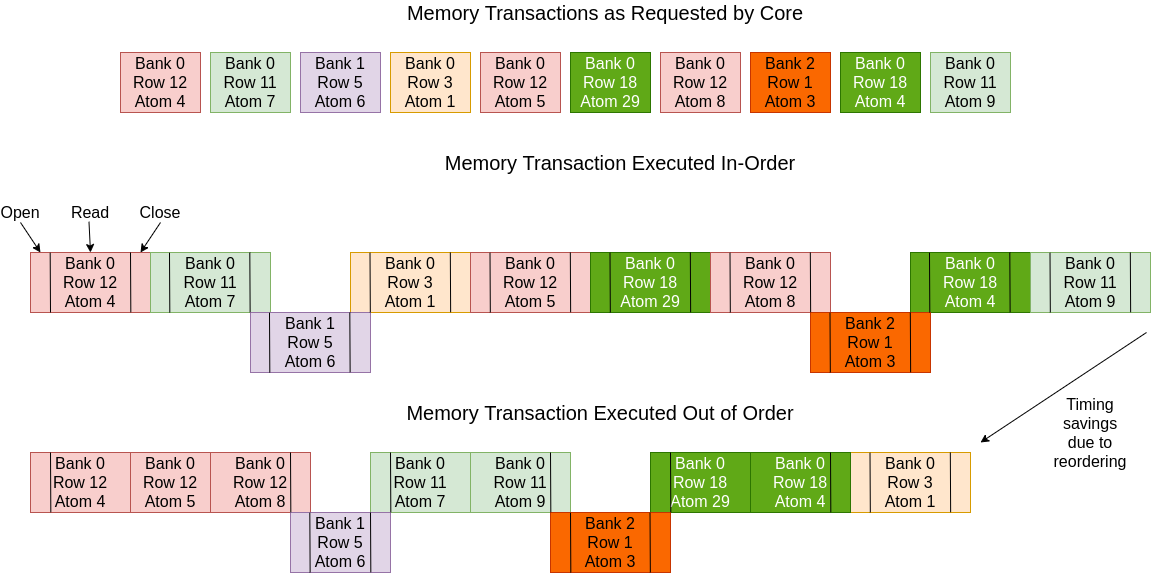 Memory Transactions as Requested by Core
Bank 0
Row 12
Atom 4
Bank 0
Row 11
Atom 7
Bank 1
Row 5
Atom 6
Bank 0
Row 3
Atom 1
Bank 0
Row 12
Atom 5
Bank 0
Row 18
Atom 29
Bank 0
Row 12
Atom 8
Bank 2
Row 1
Atom 3
Bank 0
Row 18
Atom 4
Bank 0
Row 11
Atom 9
Memory Transaction Executed In-Order
Open
Read
Close
Bank 0
Row 12
Atom 4
Bank 0
Row 11
Atom 7
Bank 1
Row 5
Atom 6
Bank 0
Row 3
Atom 1
Bank 0
Row 12
Atom 5
Bank 0
Row 18
Atom 29
Bank 0
Row 12
Atom 8
Bank 2
Row 1
Atom 3
Bank 0
Row 18
Atom 4
Bank 0
Row 11
Atom 9
Timing
savings
due to
reordering
Memory Transaction Executed Out of Order
Bank 0
Row 12
Atom 4
Bank 0
Row 12
Atom 5
Bank 0
Row 12
Atom 8
Bank 1
Row 5
Atom 6
Bank 0
Row 11
Atom 7
Bank 0
Row 11
Atom 9
Bank 2
Row 1
Atom 3
Bank 0
Row 18
Atom 29
Bank 0
Row 18
Atom 4
Bank 0
Row 3
Atom 1